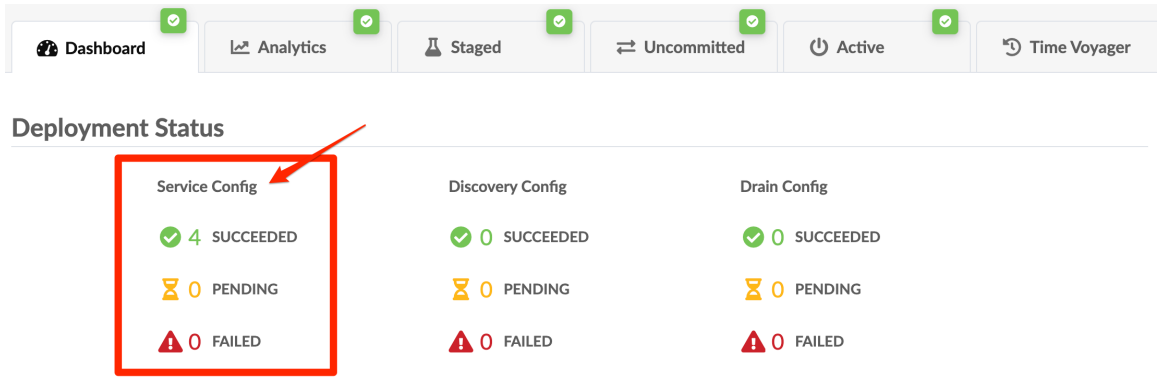 Dashboard
Analytics
Staged
Uncommitted
Active
Time Voyager
Deployment Status
Service Config
4 SUCCEEDED
0 PENDING
0 FAILED
Discovery Config
0 SUCCEEDED
0 PENDING
0 FAILED
Drain Config
0 SUCCEEDED
0 PENDING
0 FAILED